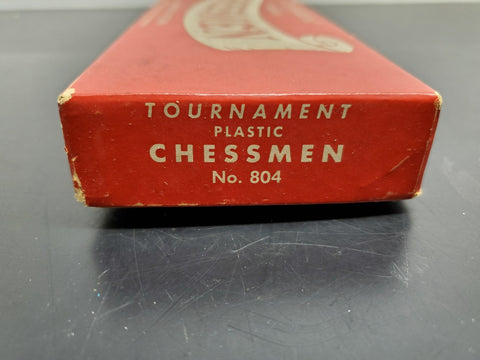 TOURNAMENT
PLASTIC
CHESSMEN
No. 804